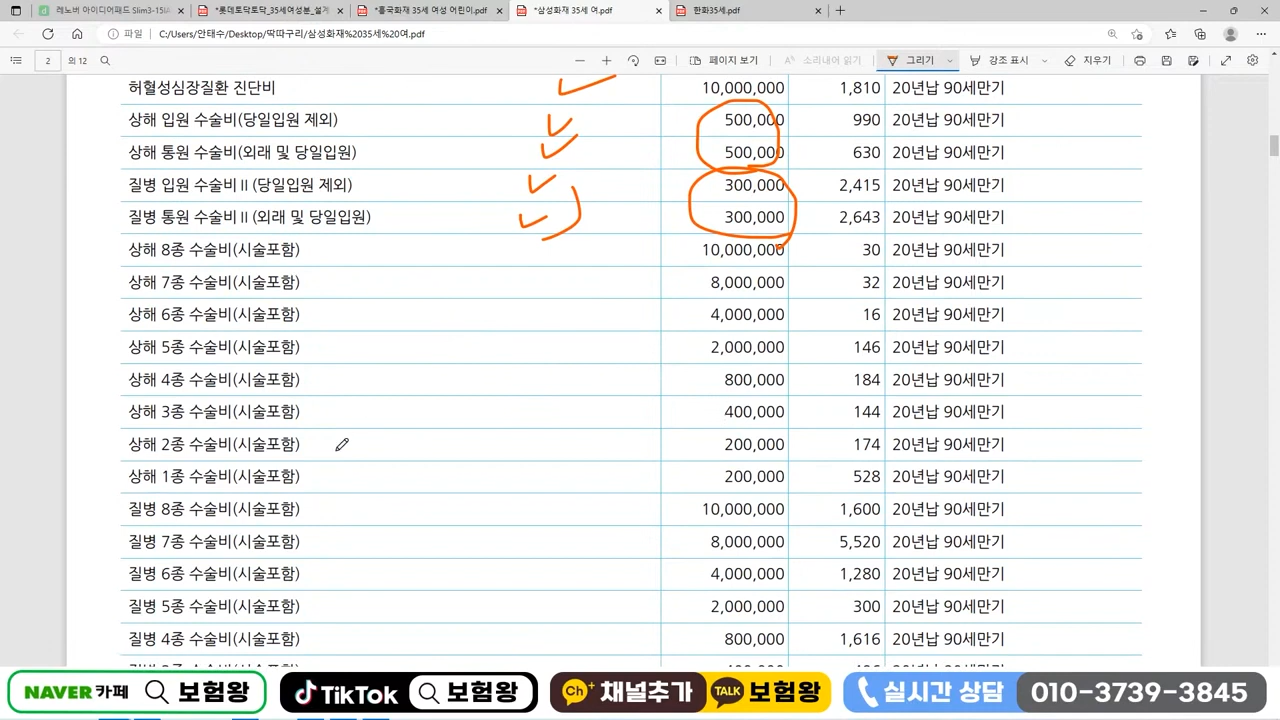 레노버 아이디어패드 Slim3-15I
*롯데토닥토닥_35세여성분_설계
*흥국화재 35세 여성 어린이.pdf
*삼성화재 35세 여.pdf
한화35세.pdf
파일 C:/Users/안태수/Desktop/딱따구리/삼성화재%2035세%20여.pdf
2 의 12 페이지 보기 소리내어 읽기 그리기 강조 표시 지우기
허혈성심장질환 진단비 10,000,000 1,810 20년납 90세만기
상해 입원 수술비(당일입원 제외) 500,000 990 20년납 90세만기
상해 통원 수술비(외래 및 당일입원) 500,000 630 20년납 90세만기
질병 입원 수술비Ⅱ(당일입원 제외) 300,000 2,415 20년납 90세만기
질병 통원 수술비Ⅱ(외래 및 당일입원) 300,000 2,643 20년납 90세만기
상해 8종 수술비(시술포함) 10,000,000 30 20년납 90세만기
상해 7종 수술비(시술포함) 8,000,000 32 20년납 90세만기
상해 6종 수술비(시술포함) 4,000,000 16 20년납 90세만기
상해 5종 수술비(시술포함) 2,000,000 146 20년납 90세만기
상해 4종 수술비(시술포함) 800,000 184 20년납 90세만기
상해 3종 수술비(시술포함) 400,000 144 20년납 90세만기
상해 2종 수술비(시술포함) 200,000 174 20년납 90세만기
상해 1종 수술비(시술포함) 200,000 528 20년납 90세만기
질병 8종 수술비(시술포함) 10,000,000 1,600 20년납 90세만기
질병 7종 수술비(시술포함) 8,000,000 5,520 20년납 90세만기
질병 6종 수술비(시술포함) 4,000,000 1,280 20년납 90세만기
질병 5종 수술비(시술포함) 2,000,000 300 20년납 90세만기
질병 4종 수술비(시술포함) 800,000 1,616 20년납 90세만기
NAVER 카페 보험왕 TikTok 보험왕 Ch+ 채널추가 TALK 보험왕 실시간 상담 010-3739-3845